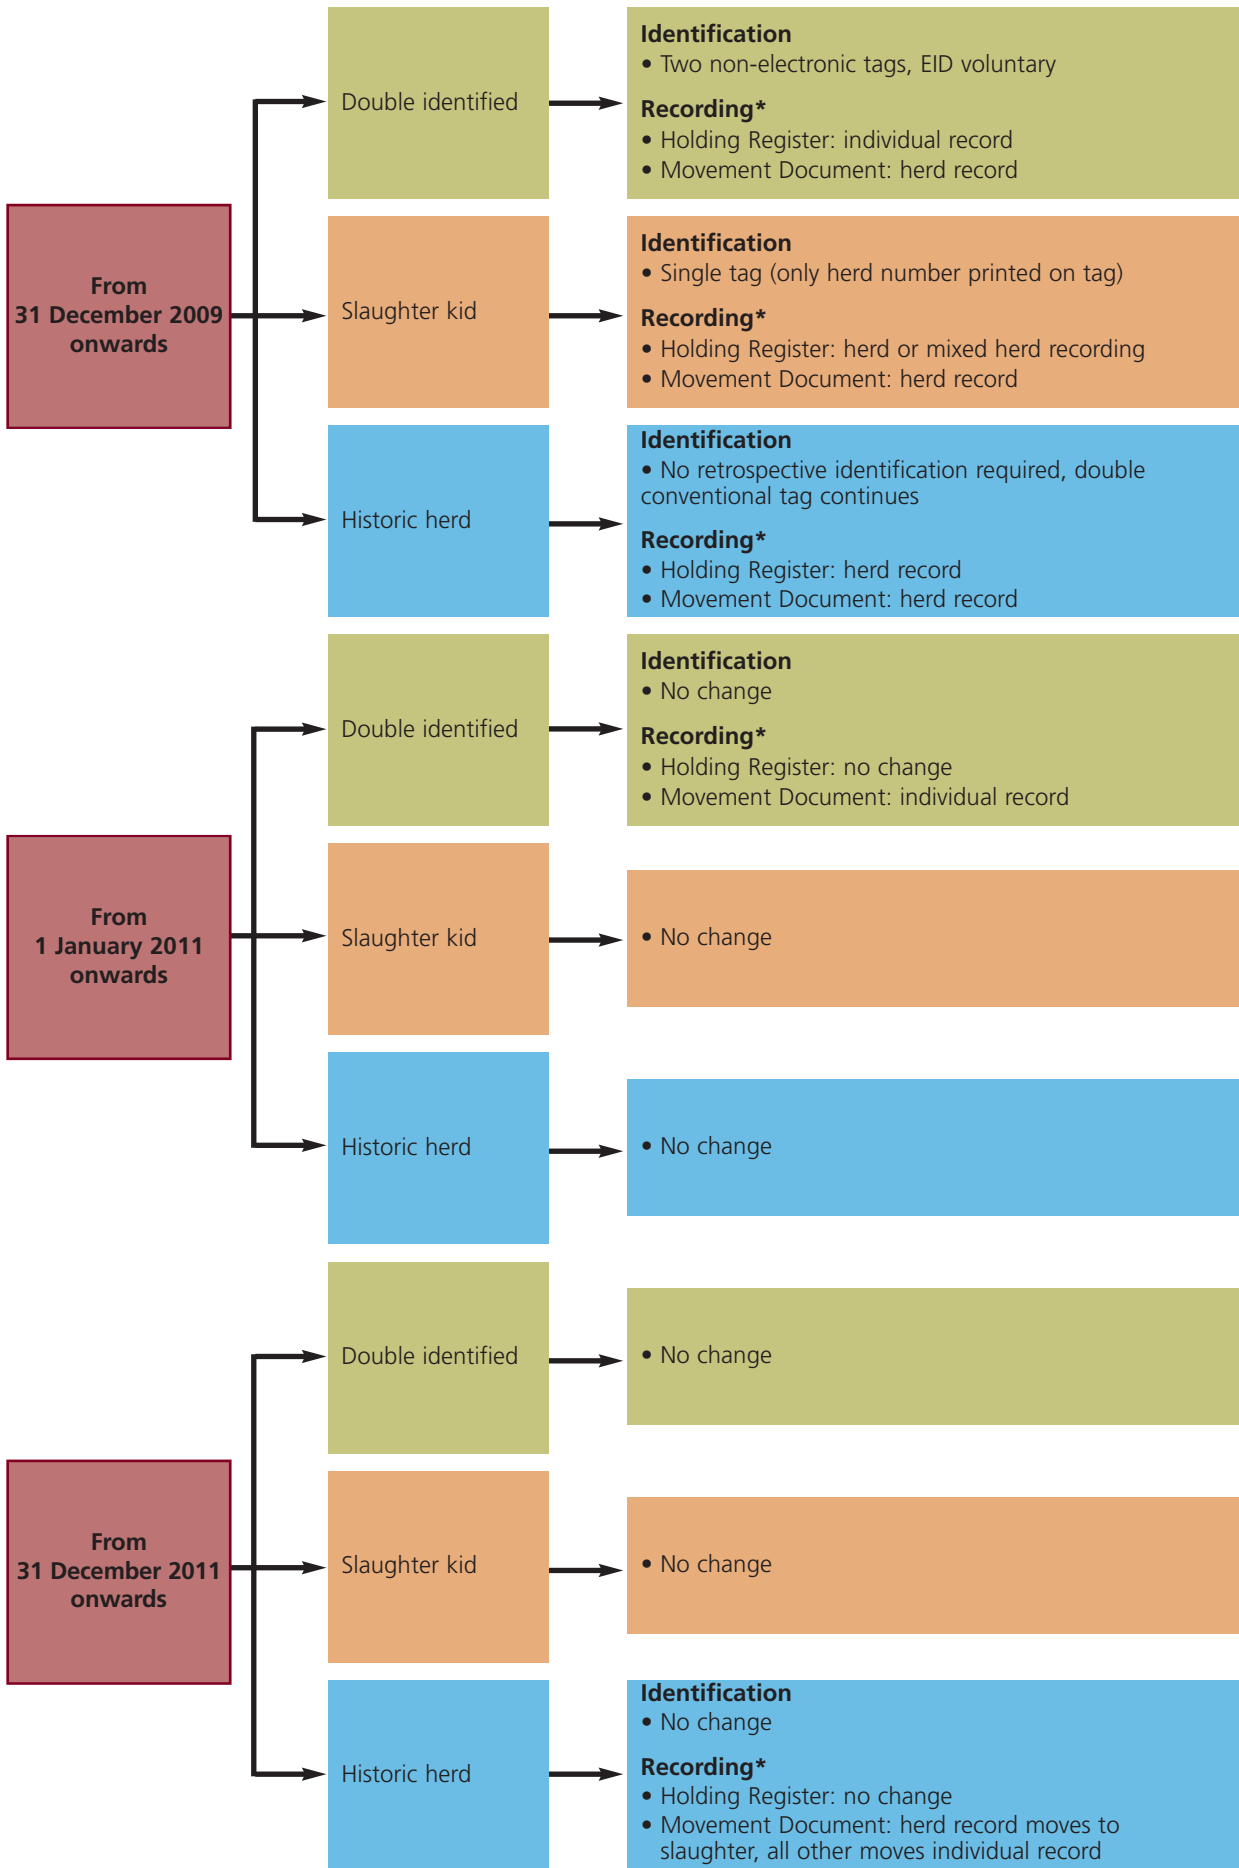 From
31 December 2009
onwards
Double identified
Identification
• Two non-electronic tags, EID voluntary
Recording*
• Holding Register: individual record
• Movement Document: herd record
Slaughter kid
Identification
• Single tag (only herd number printed on tag)
Recording*
• Holding Register: herd or mixed herd recording
• Movement Document: herd record
Historic herd
Identification
• No retrospective identification required, double
conventional tag continues
Recording*
• Holding Register: herd record
• Movement Document: herd record
From
1 January 2011
onwards
Double identified
Identification
• No change
Recording*
• Holding Register: no change
• Movement Document: individual record
Slaughter kid
• No change
Historic herd
• No change
From
31 December 2011
onwards
Double identified
• No change
Slaughter kid
• No change
Historic herd
Identification
• No change
Recording*
• Holding Register: no change
• Movement Document: herd record moves to
slaughter, all other moves individual record